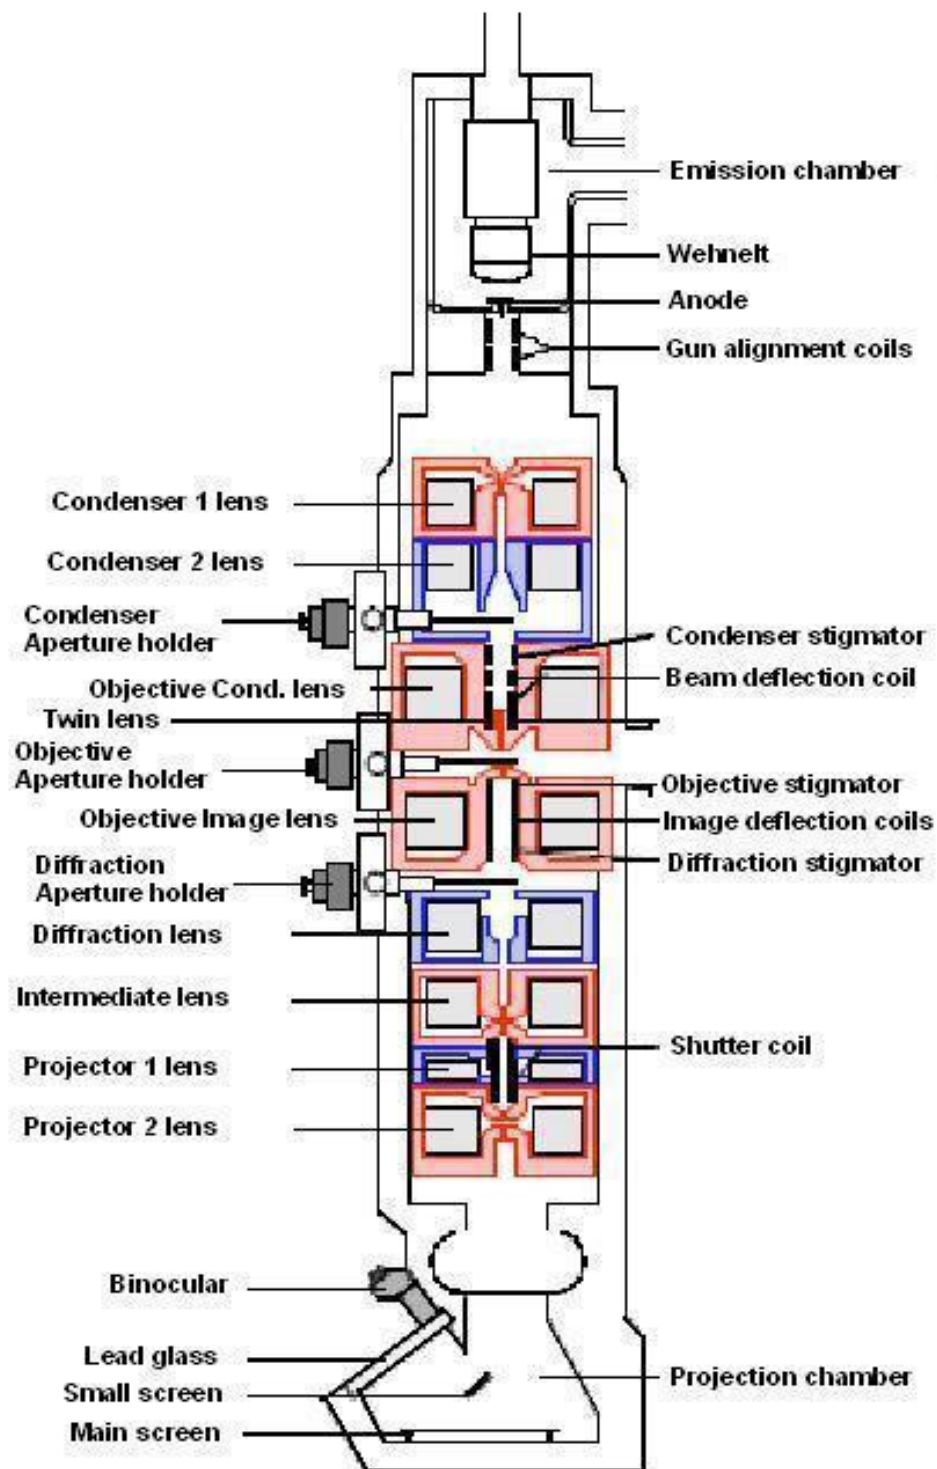 Emission chamber
Wehnelt
Anode
Gun alignment coils
Condenser 1 lens
Condenser 2 lens
Condenser
Aperture holder
Condenser stigmator
Objective Cond. lens
Beam deflection coil
Twin lens
Objective
Aperture holder
Objective stigmator
Objective Image lens
Image deflection coils
Diffraction
Aperture holder
Diffraction stigmator
Diffraction lens
Intermediate lens
Shutter coil
Projector 1 lens
Projector 2 lens
Binocular
Lead glass
Projection chamber
Small screen
Main screen